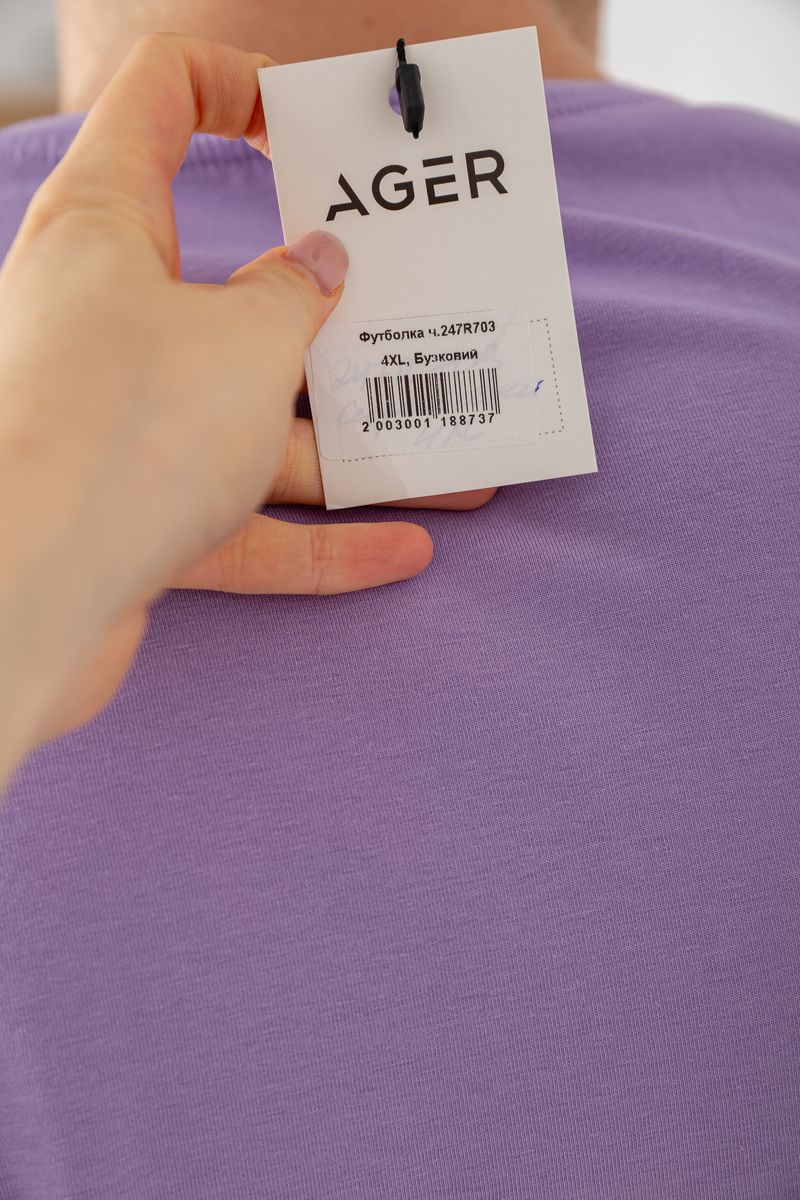 AGER
Футболка ч.247R703
4XL, Бузковий
2 003001 188737